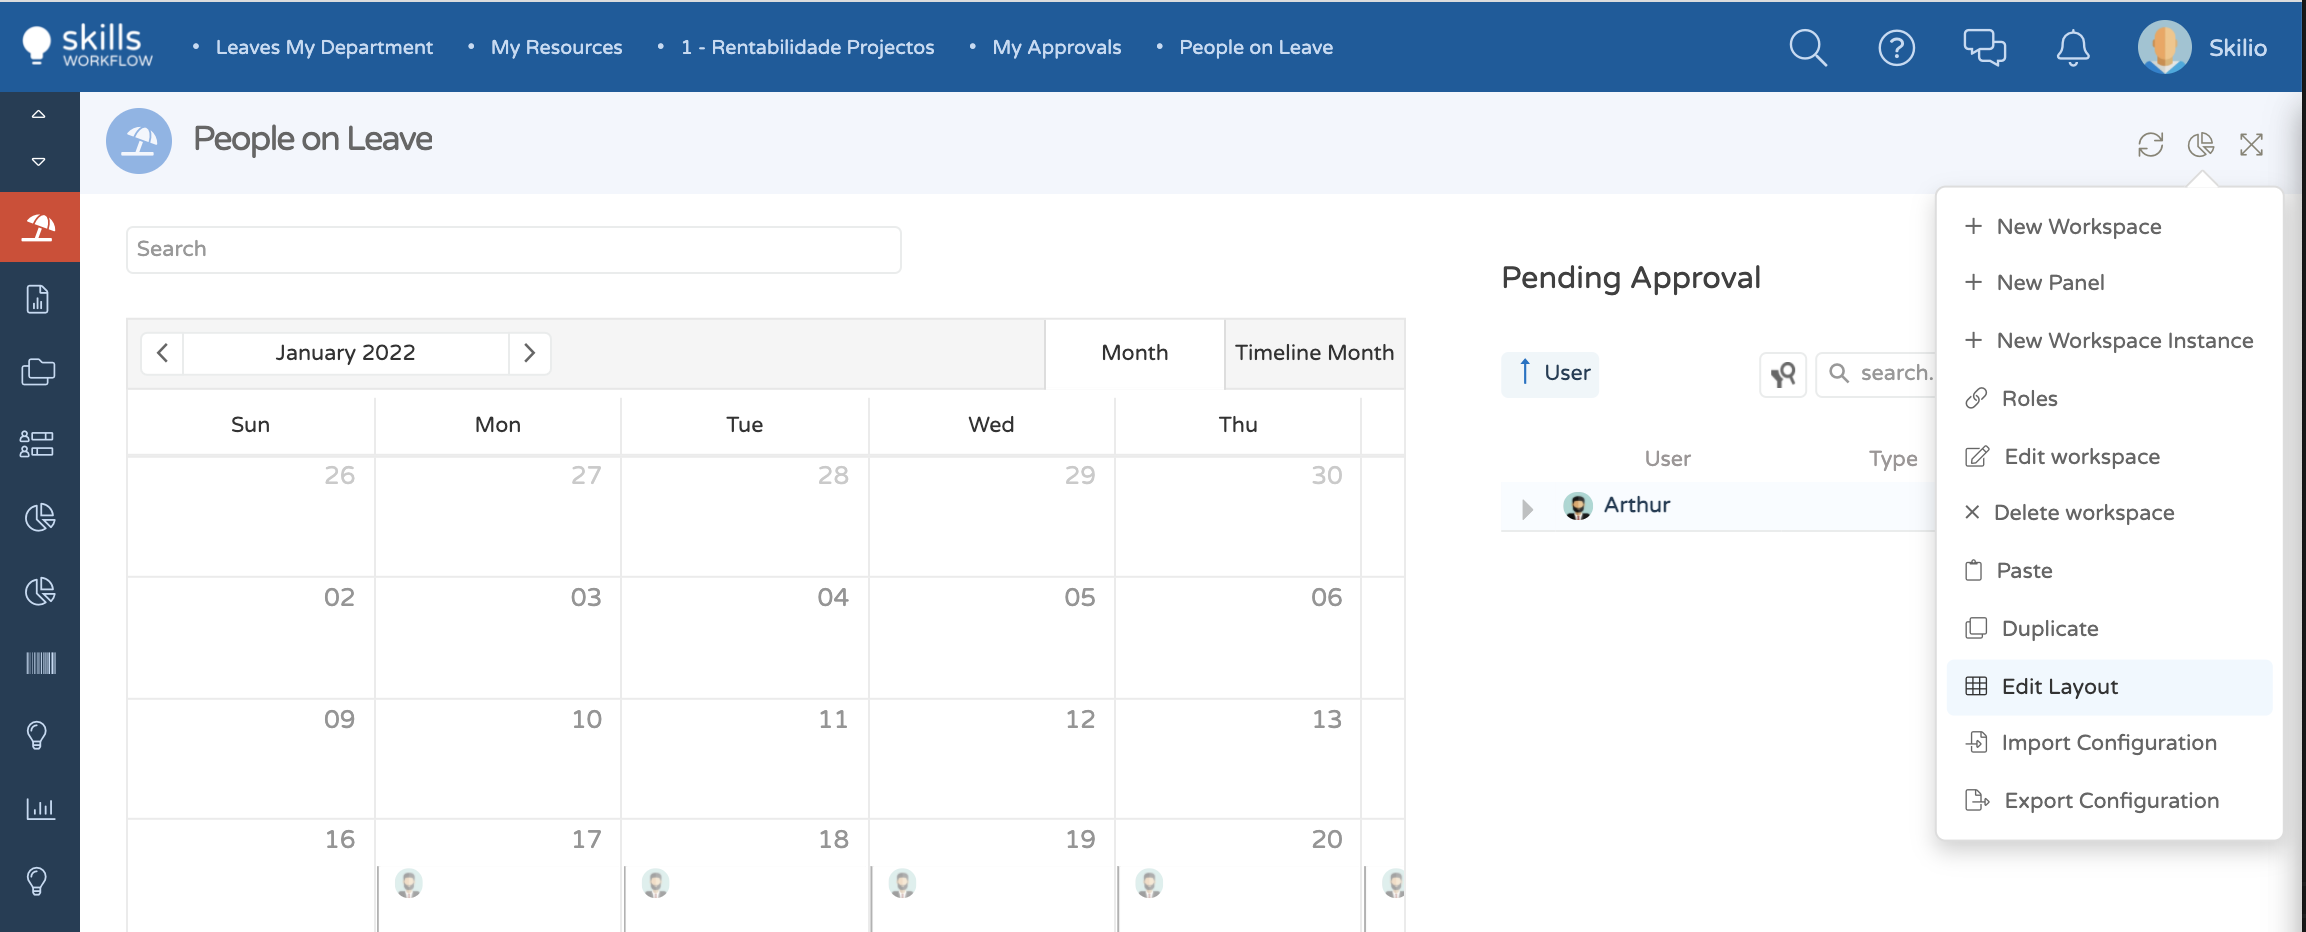 skills
WORKFLOW
• Leaves My Department • My Resources • 1 - Rentabilidade Projectos • My Approvals • People on Leave
Skilio
People on Leave
Search
January 2022
Month
Timeline Month
Sun Mon Tue Wed Thu
26 27 28 29 30
02 03 04 05 06
09 10 11 12 13
16 17 18 19 20
Pending Approval
User
search.
User Type
Arthur
New Workspace
New Panel
New Workspace Instance
Roles
Edit workspace
Delete workspace
Paste
Duplicate
Edit Layout
Import Configuration
Export Configuration